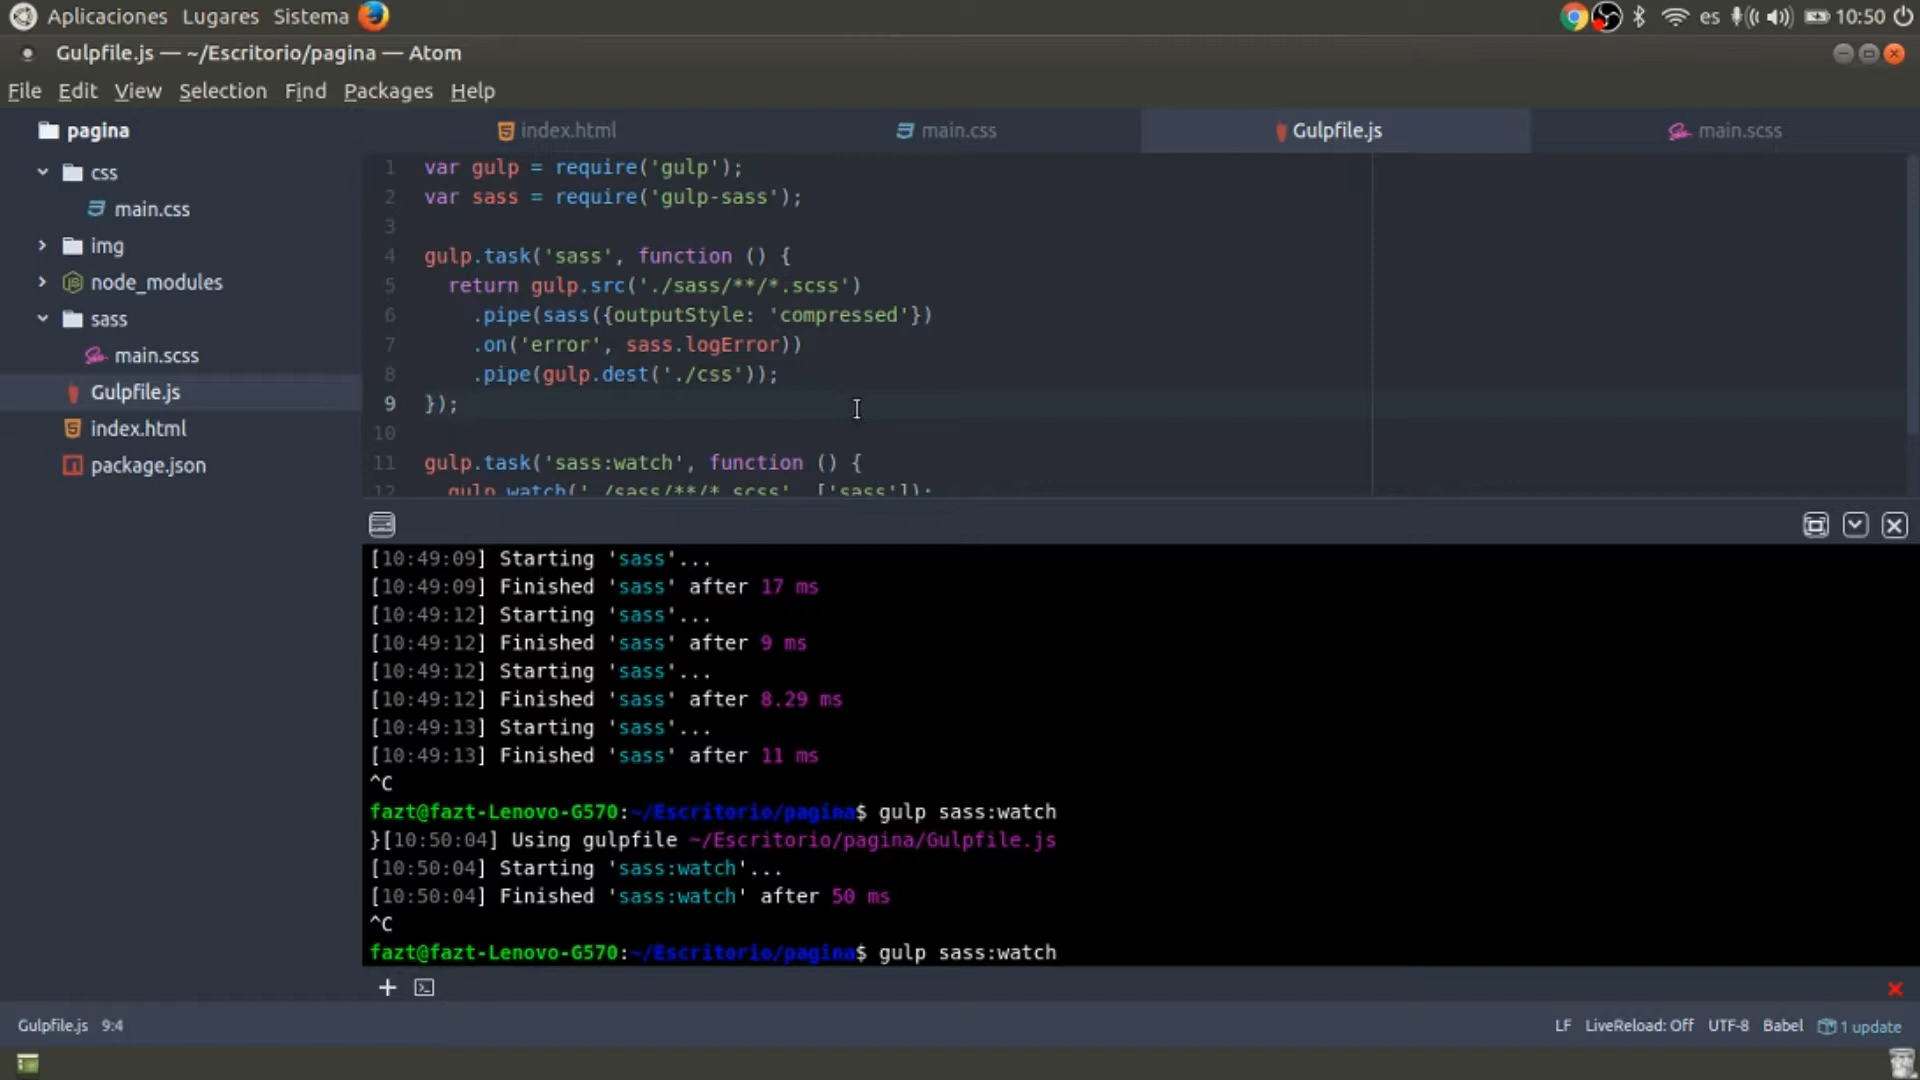 Aplicaciones Lugares Sistema
es 10:50
Gulpfile.js — ~/Escritorio/pagina — Atom
File Edit View Selection Find Packages Help
pagina
css
main.css
img
node_modules
sass
main.scss
Gulpfile.js
index.html
package.json
index.html main.css Gulpfile.js main.scss
1 var gulp = require('gulp');
2 var sass = require('gulp-sass');
3
4 gulp.task('sass', function () {
5 return gulp.src('./sass/**/*.scss')
6 .pipe(sass({outputStyle: 'compressed'})
7 .on('error', sass.logError))
8 .pipe(gulp.dest('./css'));
9 });
10
11 gulp.task('sass:watch', function () {
12 gulp.watch('./sass/**/*.scss', ['sass']);
[10:49:09] Starting 'sass'...
[10:49:09] Finished 'sass' after 17 ms
[10:49:12] Starting 'sass'...
[10:49:12] Finished 'sass' after 9 ms
[10:49:12] Starting 'sass'...
[10:49:12] Finished 'sass' after 8.29 ms
[10:49:13] Starting 'sass'...
[10:49:13] Finished 'sass' after 11 ms
^C
fazt@fazt-Lenovo-G570:~/Escritorio/pagina$ gulp sass:watch
}[10:50:04] Using gulpfile ~/Escritorio/pagina/Gulpfile.js
[10:50:04] Starting 'sass:watch'...
[10:50:04] Finished 'sass:watch' after 50 ms
^C
fazt@fazt-Lenovo-G570:~/Escritorio/pagina$ gulp sass:watch
Gulpfile.js 9:4
LF LiveReload: Off UTF-8 Babel 1 update